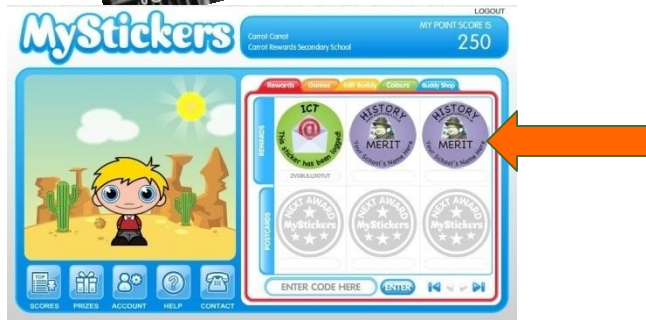 LOGOUT
MyStickers
Carrot Carrot
Carrot Rewards Secondary School
MY POINT SCORE IS
250
Rewards Games Edit Buddy Colours Buddy Shop
REWARDS
ICT
This sticker has been logged!
HISTORY
MERIT
Your School's Name Here
HISTORY
MERIT
Your School's Name Here
POSTCARDS
NEXT AWARD
MyStickers
NEXT AWARD
MyStickers
NEXT AWARD
MyStickers
ENTER CODE HERE ENTER
SCORES PRIZES ACCOUNT HELP CONTACT